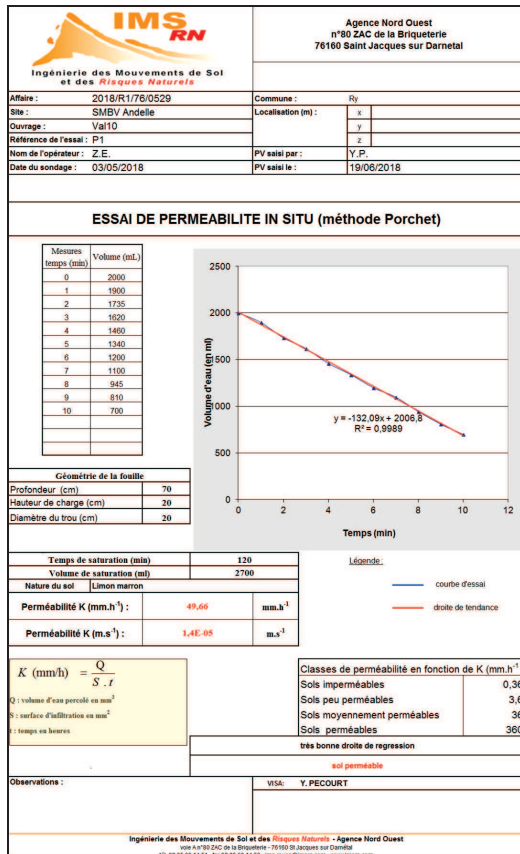 IMS
RN
Ingénierie des Mouvements de Sol
et des Risques Naturels
Agence Nord Ouest
n°80 ZAC de la Briqueterie
76160 Saint Jacques sur Darnetal
Affaire : 2018/R1/76/0529
Commune : Ry
Site : SMBV Andelle
Localisation (m) : x
Ouvrage : Val10
y
Référence de l'essai : P1
z
Nom de l'opérateur : Z.E.
PV saisi par : Y.P.
Date du sondage : 03/05/2018
PV saisi le : 19/06/2018
ESSAI DE PERMEABILITE IN SITU (méthode Porchet)
Mesures temps (min) Volume (mL)
0 2000
1 1900
2 1735
3 1620
4 1460
5 1340
6 1200
7 1100
8 945
9 810
10 700
Géométrie de la fouille
Profondeur (cm) 70
Hauteur de charge (cm) 20
Diamètre du trou (cm) 20
2500
2000
1500
1000
500
0
Volume d'eau (en ml)
y = -132,09x + 2006,8
R² = 0,9989
0 2 4 6 8 10 12
Temps (min)
Temps de saturation (min) 120
Volume de saturation (ml) 2700
Nature du sol Limon marron
Perméabilité K (mm.h⁻¹) : 49,66 mm.h⁻¹
Perméabilité K (m.s⁻¹) : 1,4E-05 m.s⁻¹
Légende :
courbe d'essai
droite de tendance
K (mm/h) = Q / S . t
Q : volume d'eau percolé en mm³
S : surface d'infiltration en mm²
t : temps en heures
Classes de perméabilité en fonction de K (mm.h⁻¹
Sols imperméables 0,36
Sols peu perméables 3,6
Sols moyennement perméables 36
Sols perméables 360
très bonne droite de regression
sol perméable
Observations :
VISA: Y. PECOURT
Ingénierie des Mouvements de Sol et des Risques Naturels - Agence Nord Ouest
voie A n°80 ZAC de la Briqueterie - 76160 St Jacques sur Darnétal